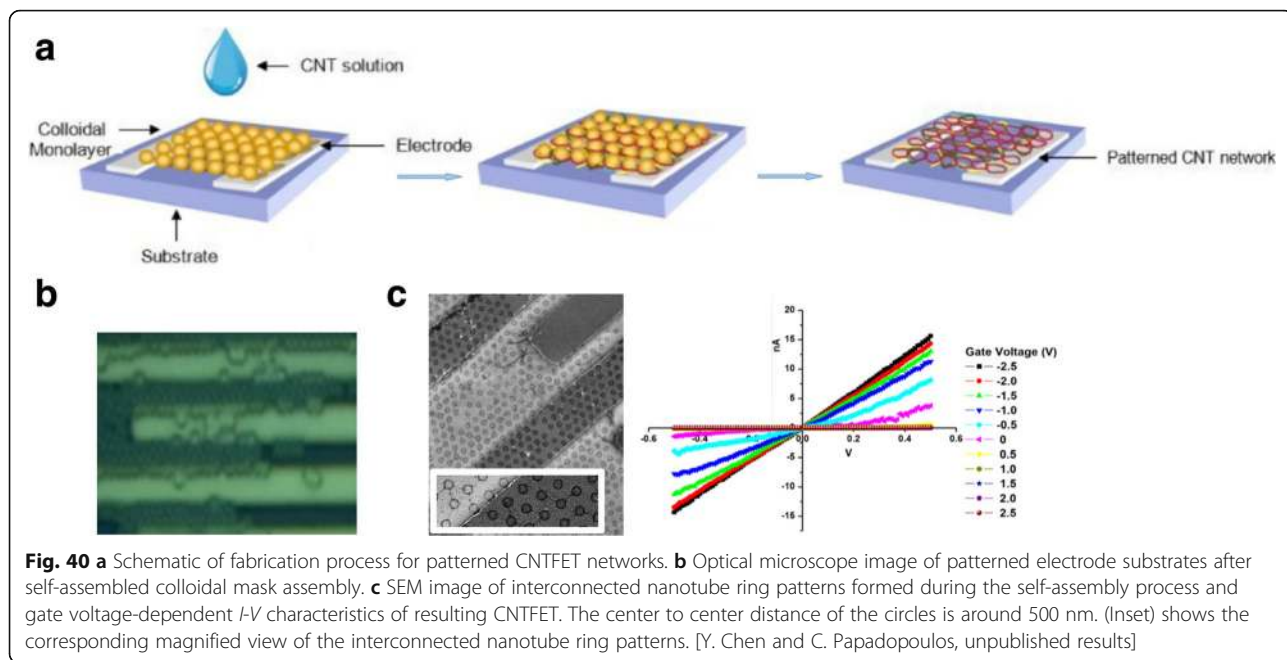 a
CNT solution
Colloidal
Monolayer
Electrode
Patterned CNT network
Substrate
b
c
20
15
10
5
0
-5
-10
-15
nA
-0.6
-0.4
-0.2
0.0
0.2
0.4
0.6
V
Gate Voltage (V)
-2.5
-2.0
-1.5
-1.0
-0.5
0
0.5
1.0
1.5
2.0
2.5
Fig. 40 a Schematic of fabrication process for patterned CNTFET networks. b Optical microscope image of patterned electrode substrates after
self-assembled colloidal mask assembly. c SEM image of interconnected nanotube ring patterns formed during the self-assembly process and
gate voltage-dependent I-V characteristics of resulting CNTFET. The center to center distance of the circles is around 500 nm. (Inset) shows the
corresponding magnified view of the interconnected nanotube ring patterns. [Y. Chen and C. Papadopoulos, unpublished results]